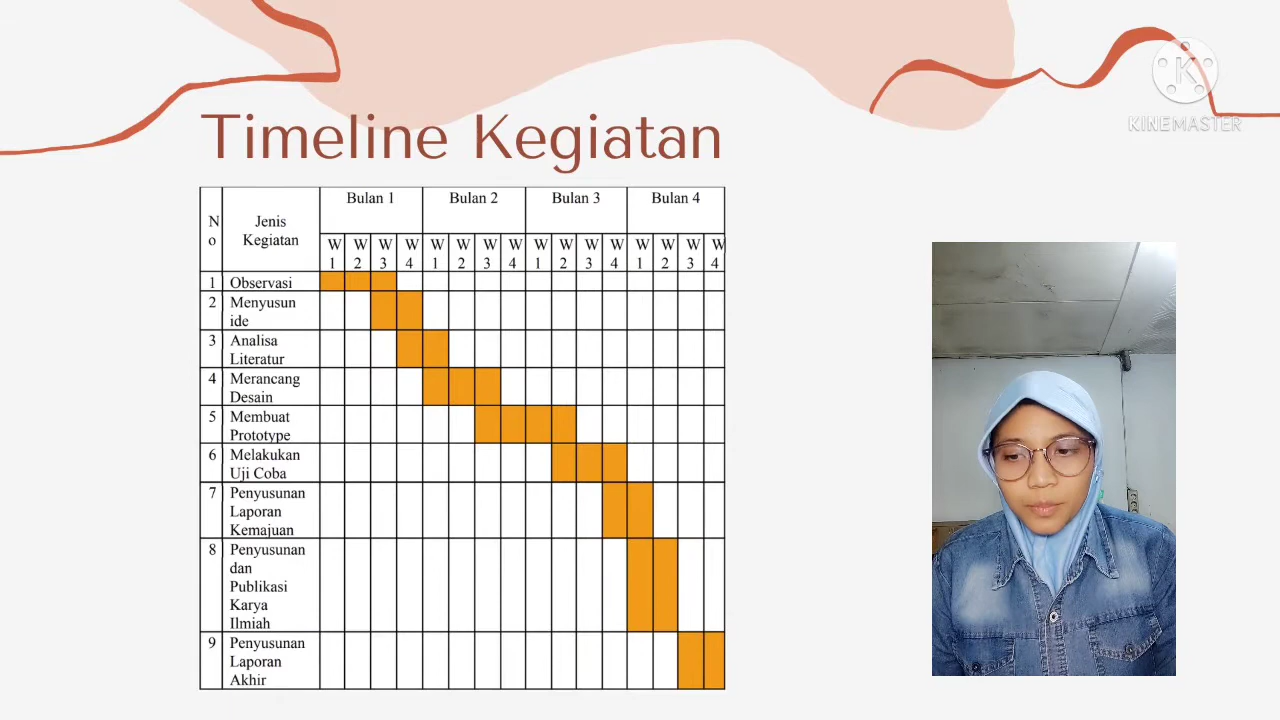 Timeline Kegiatan
K
KINEMASTER
N
o
Jenis
Kegiatan
Bulan 1
Bulan 2
Bulan 3
Bulan 4
W W W W W W W W W W W W W W W W
1 2 3 4 1 2 3 4 1 2 3 4 1 2 3 4
1 Observasi
2 Menyusun
ide
3 Analisa
Literatur
4 Merancang
Desain
5 Membuat
Prototype
6 Melakukan
Uji Coba
7 Penyusunan
Laporan
Kemajuan
8 Penyusunan
dan
Publikasi
Karya
Ilmiah
9 Penyusunan
Laporan
Akhir